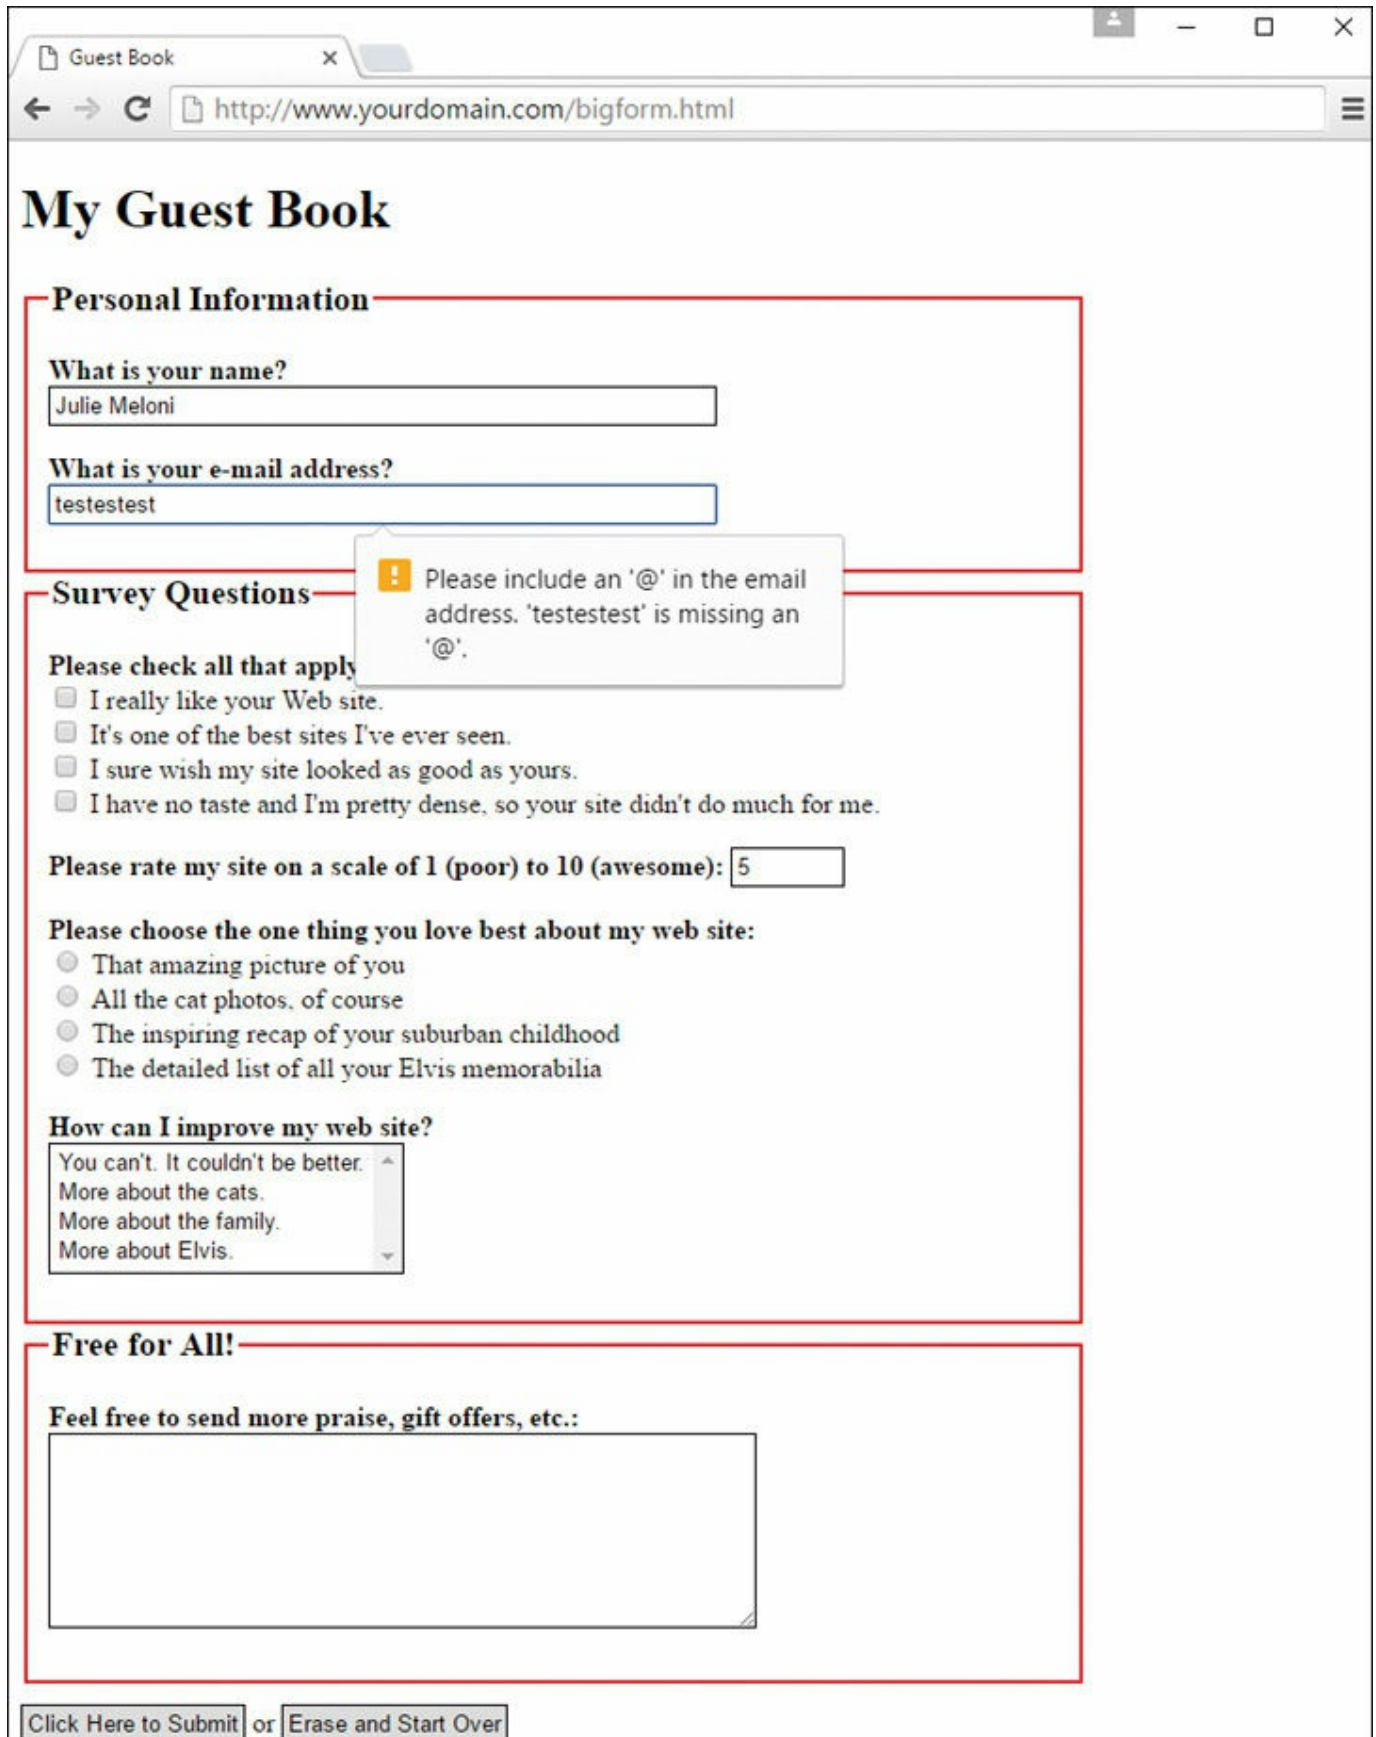 Guest Book
http://www.yourdomain.com/bigform.html
My Guest Book
Personal Information
What is your name?
Julie Meloni
What is your e-mail address?
testestest
Please include an '@' in the email
address. 'testestest' is missing an
'@'.
Survey Questions
Please check all that apply
I really like your Web site.
It's one of the best sites I've ever seen.
I sure wish my site looked as good as yours.
I have no taste and I'm pretty dense, so your site didn't do much for me.
Please rate my site on a scale of 1 (poor) to 10 (awesome): 5
Please choose the one thing you love best about my web site:
That amazing picture of you
All the cat photos, of course
The inspiring recap of your suburban childhood
The detailed list of all your Elvis memorabilia
How can I improve my web site?
You can't. It couldn't be better.
More about the cats.
More about the family.
More about Elvis.
Free for All!
Feel free to send more praise, gift offers, etc.:
Click Here to Submit or Erase and Start Over